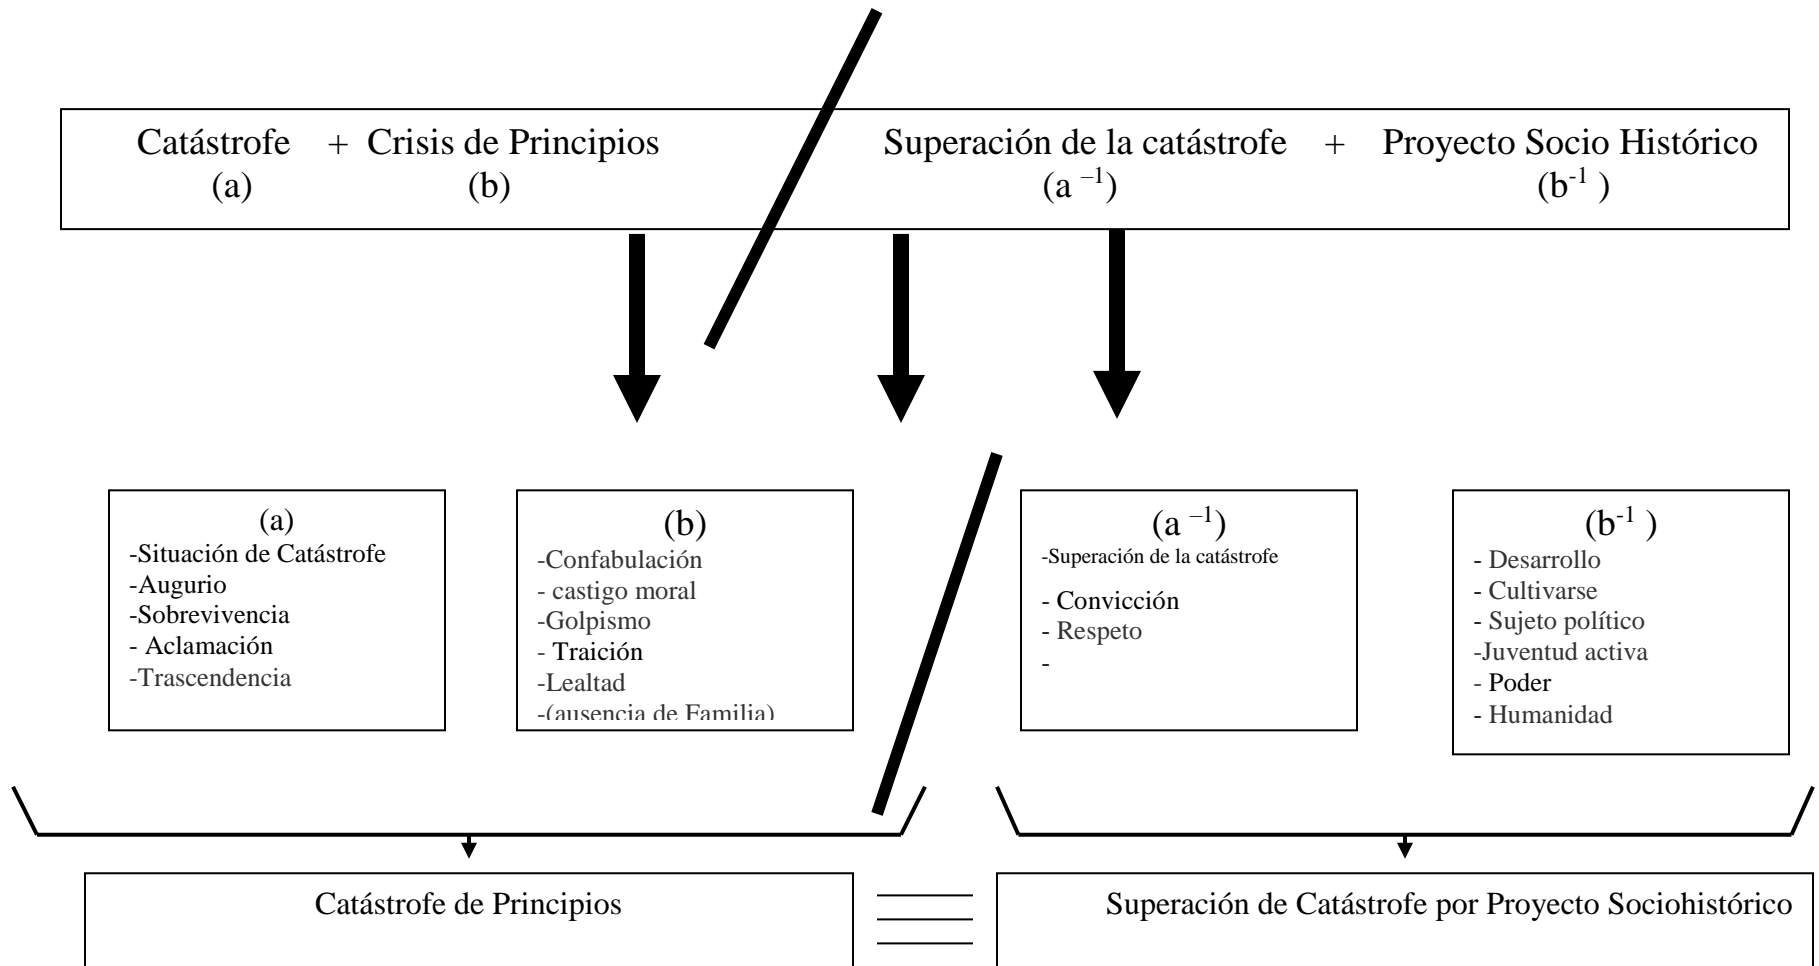 Catástrofe + Crisis de Principios Superación de la catástrofe + Proyecto Socio Histórico
(a) (b) (a –1) (b-1 )
(a)
-Situación de Catástrofe
-Augurio
-Sobrevivencia
- Aclamación
-Trascendencia
(b)
-Confabulación
- castigo moral
-Golpismo
- Traición
-Lealtad
-(ausencia de Familia)
(a –1)
-Superación de la catástrofe
- Convicción
- Respeto
-
(b-1 )
- Desarrollo
- Cultivarse
- Sujeto político
-Juventud activa
- Poder
- Humanidad
Catástrofe de Principios
Superación de Catástrofe por Proyecto Sociohistórico